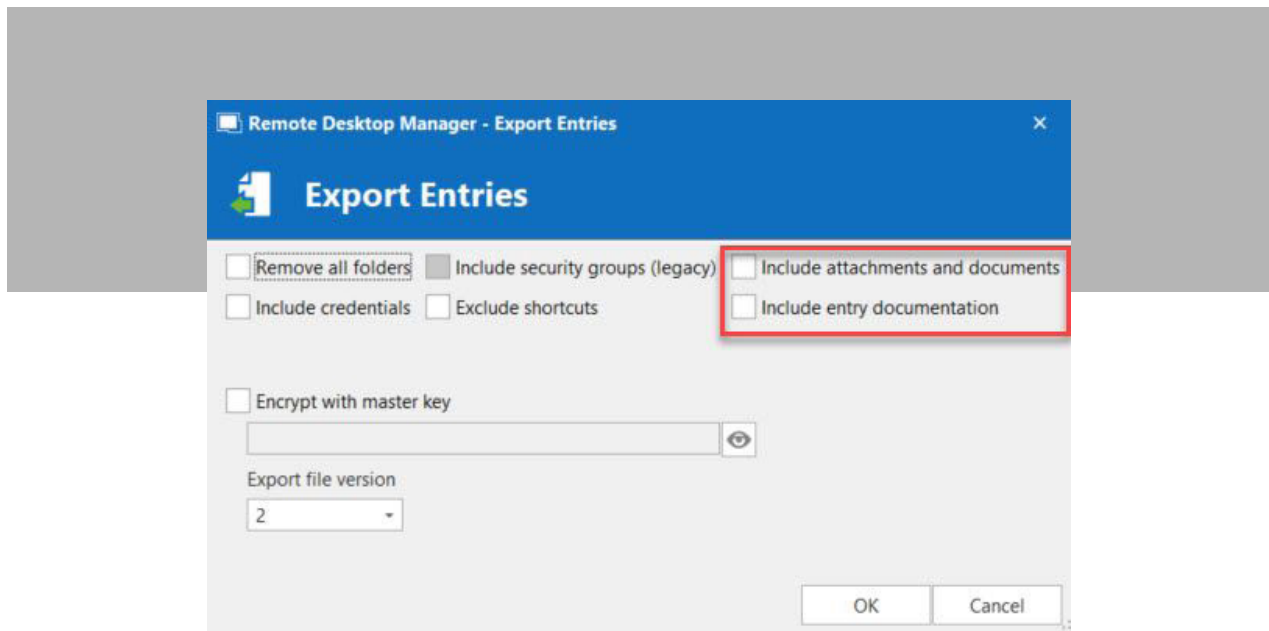 Remote Desktop Manager - Export Entries
Export Entries
Remove all folders Include security groups (legacy) Include attachments and documents
Include credentials Exclude shortcuts Include entry documentation
Encrypt with master key
Export file version
2
OK Cancel